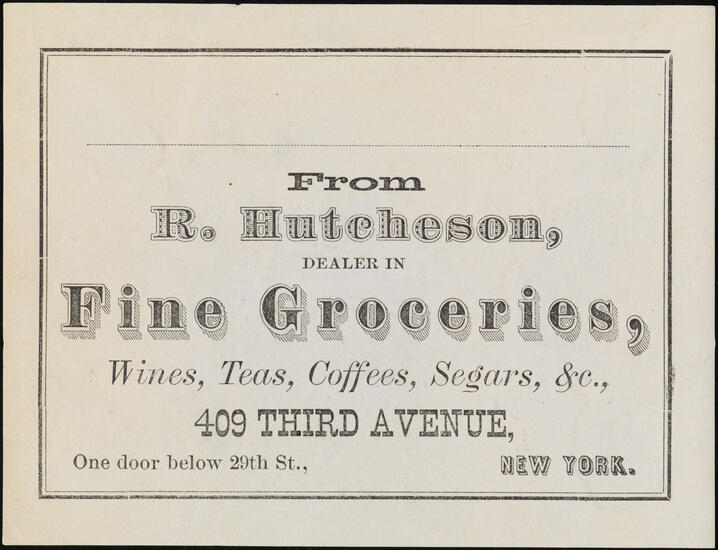 From
R. Hutcheson,
DEALER IN
Fine Groceries,
Wines, Teas, Coffees, Segars, &c.,
409 THIRD AVENUE,
One door below 29th St., NEW YORK.